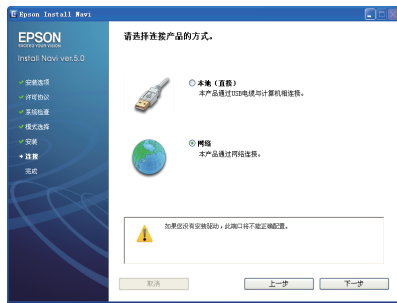 Epson Install Navi
EPSON
EXCEED YOUR VISION
Install Navi ver.5.0
安装选项
许可协议
系统检查
模式选择
安装
连接
完成
请选择连接产品的方式。
本地（直接）
本产品通过USB电缆与计算机相连接。
网络
本产品通过网络连接。
如果您没有安装驱动，此端口将不能正确配置。
取消
上一步
下一步